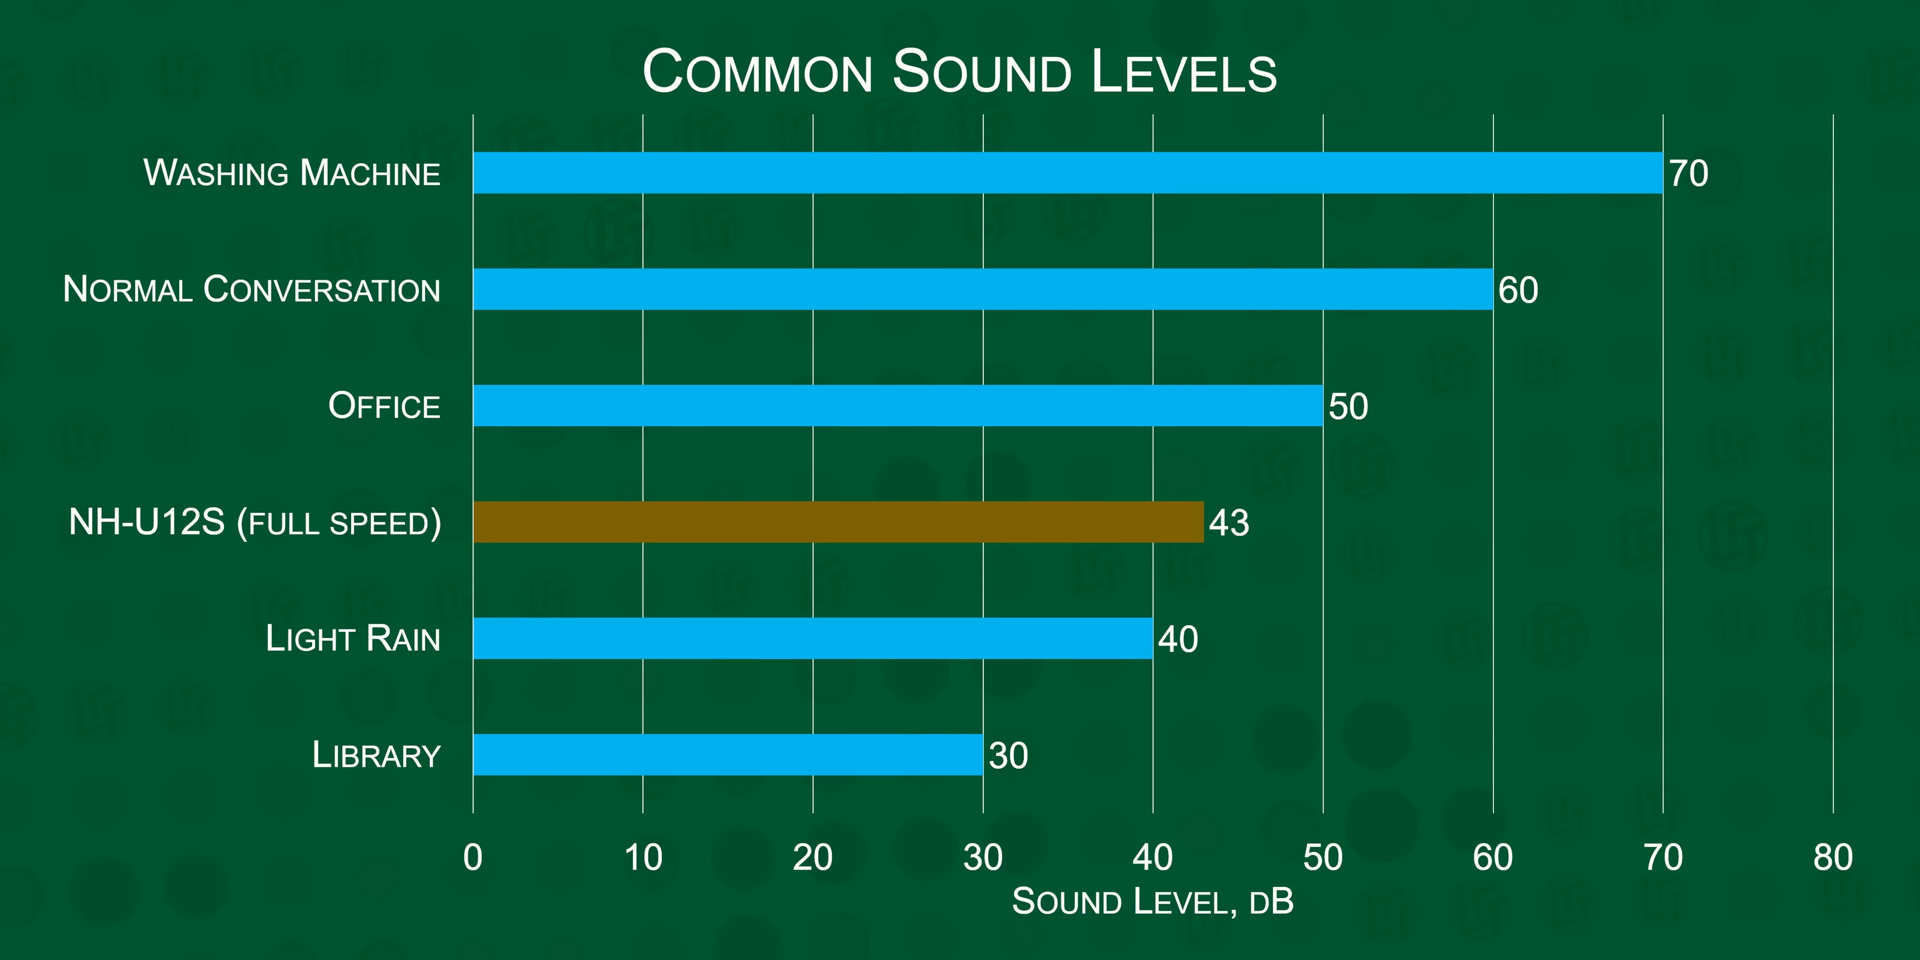 Common Sound Levels
Washing Machine 70
Normal Conversation 60
Office 50
NH-U12S (full speed) 43
Light Rain 40
Library 30
0 10 20 30 40 50 60 70 80
Sound Level, dB